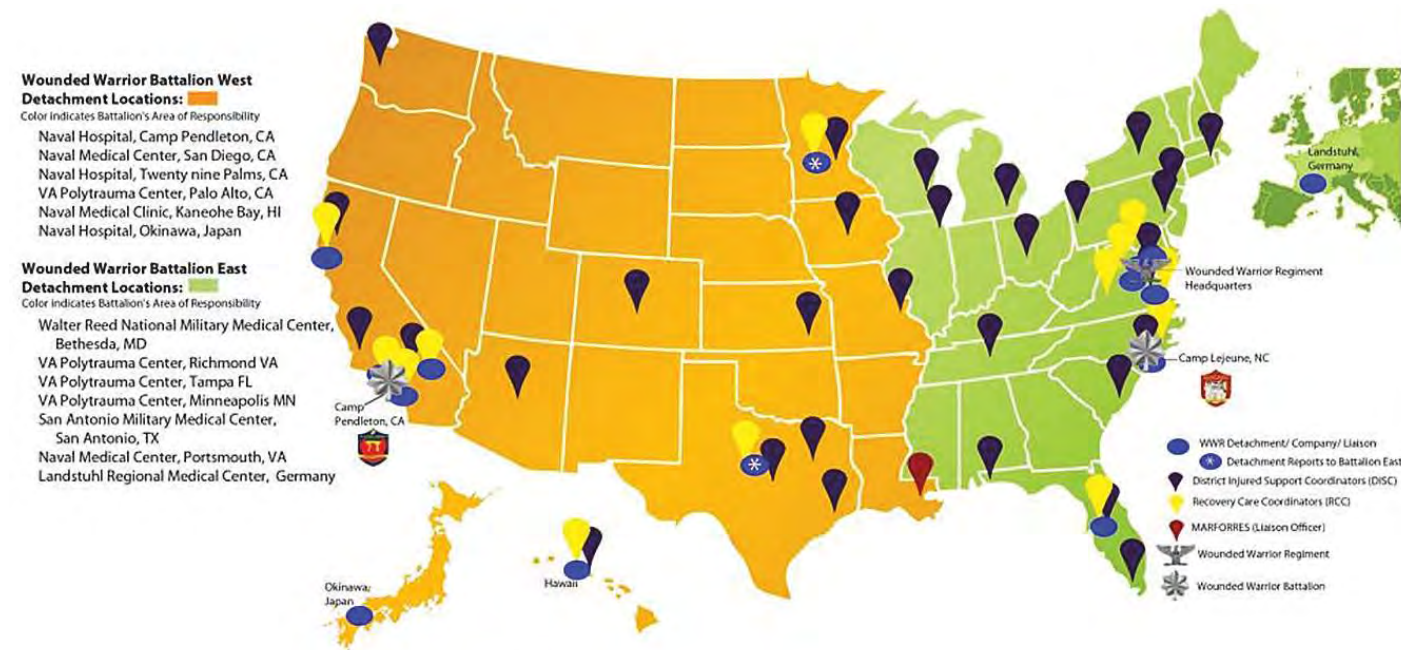 Wounded Warrior Battalion West
Detachment Locations:
Color indicates Battalion's Area of Responsibility
Naval Hospital, Camp Pendleton, CA
Naval Medical Center, San Diego, CA
Naval Hospital, Twenty nine Palms, CA
VA Polytrauma Center, Palo Alto, CA
Naval Medical Clinic, Kaneohe Bay, HI
Naval Hospital, Okinawa, Japan
Wounded Warrior Battalion East
Detachment Locations:
Color indicates Battalion's Area of Responsibility
Walter Reed National Military Medical Center,
Bethesda, MD
VA Polytrauma Center, Richmond VA
VA Polytrauma Center, Tampa FL
VA Polytrauma Center, Minneapolis MN
San Antonio Military Medical Center,
San Antonio, TX
Naval Medical Center, Portsmouth, VA
Landstuhl Regional Medical Center, Germany
Camp
Pendleton, CA
Okinawa,
Japan
Hawaii
Landstuhl,
Germany
Wounded Warrior Regiment
Headquarters
Camp Lejeune, NC
WWR Detachment/ Company/ Liaison
Detachment Reports to Battalion East
District Injured Support Coordinators (DISC)
Recovery Care Coordinators (RCC)
MARFORRES (Liaison Officer)
Wounded Warrior Regiment
Wounded Warrior Battalion